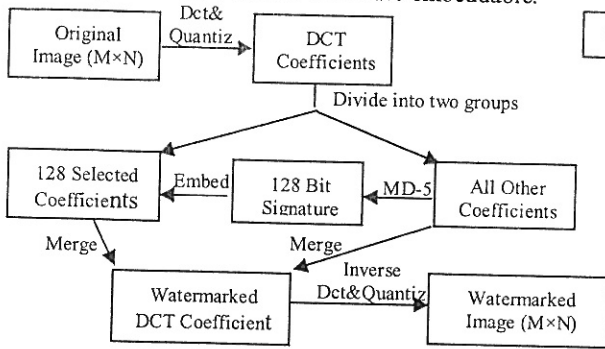 Original
Image (M×N)
Dct&
Quantiz
DCT
Coefficients
Divide into two groups
128 Selected
Coefficients
Embed
128 Bit
Signature
MD-5
All Other
Coefficients
Merge
Merge
Watermarked
DCT Coefficient
Inverse
Dct&Quantiz
Watermarked
Image (M×N)